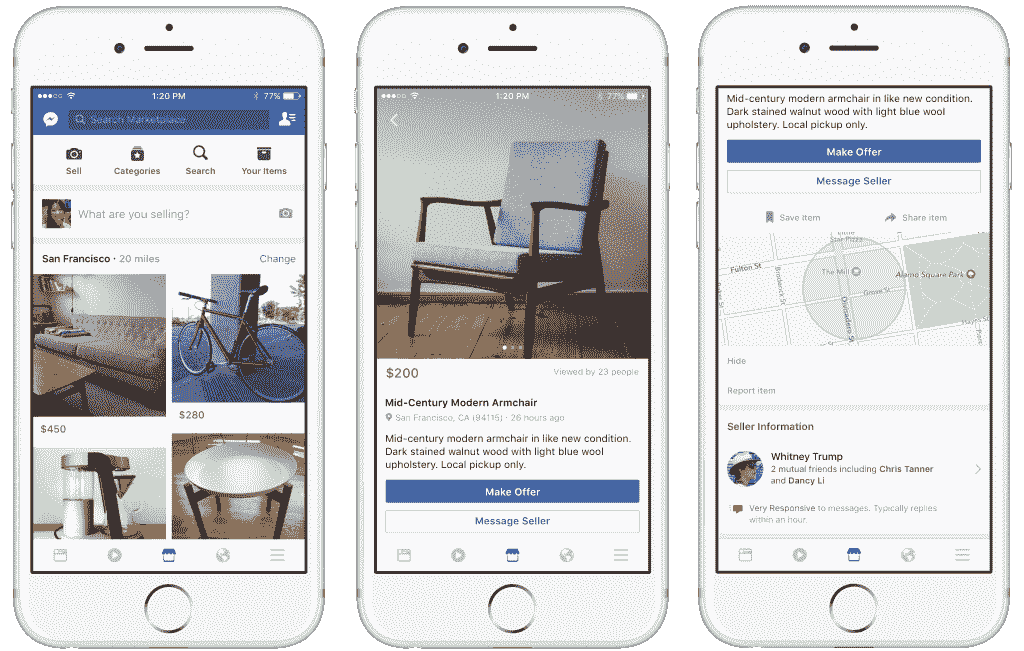 1:20 PM
77%
Search Marketplace
Sell
Categories
Search
Your Items
What are you selling?
San Francisco · 20 miles
Change
$450
$280
1:20 PM
77%
$200
Viewed by 23 people
Mid-Century Modern Armchair
San Francisco, CA (94115) · 26 hours ago
Mid-century modern armchair in like new condition.
Dark stained walnut wood with light blue wool
upholstery. Local pickup only.
Make Offer
Message Seller
Mid-century modern armchair in like new condition.
Dark stained walnut wood with light blue wool
upholstery. Local pickup only.
Make Offer
Message Seller
Save Item
Share item
Star Pizza
Fulton St
The Mill
Alamo Square Park
Broderick St
Grove St
Divisadero St
Hide
Report item
Seller Information
Whitney Trump
2 mutual friends including Chris Tanner
and Dancy Li
Very Responsive to messages. Typically replies
within an hour.